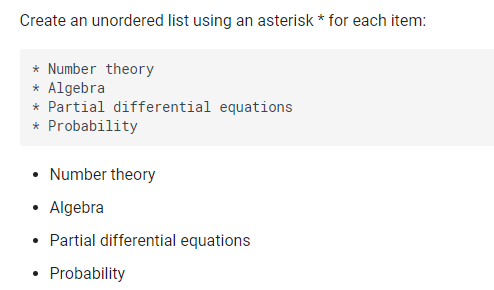 Create an unordered list using an asterisk * for each item:
* Number theory
* Algebra
* Partial differential equations
* Probability
• Number theory
• Algebra
• Partial differential equations
• Probability